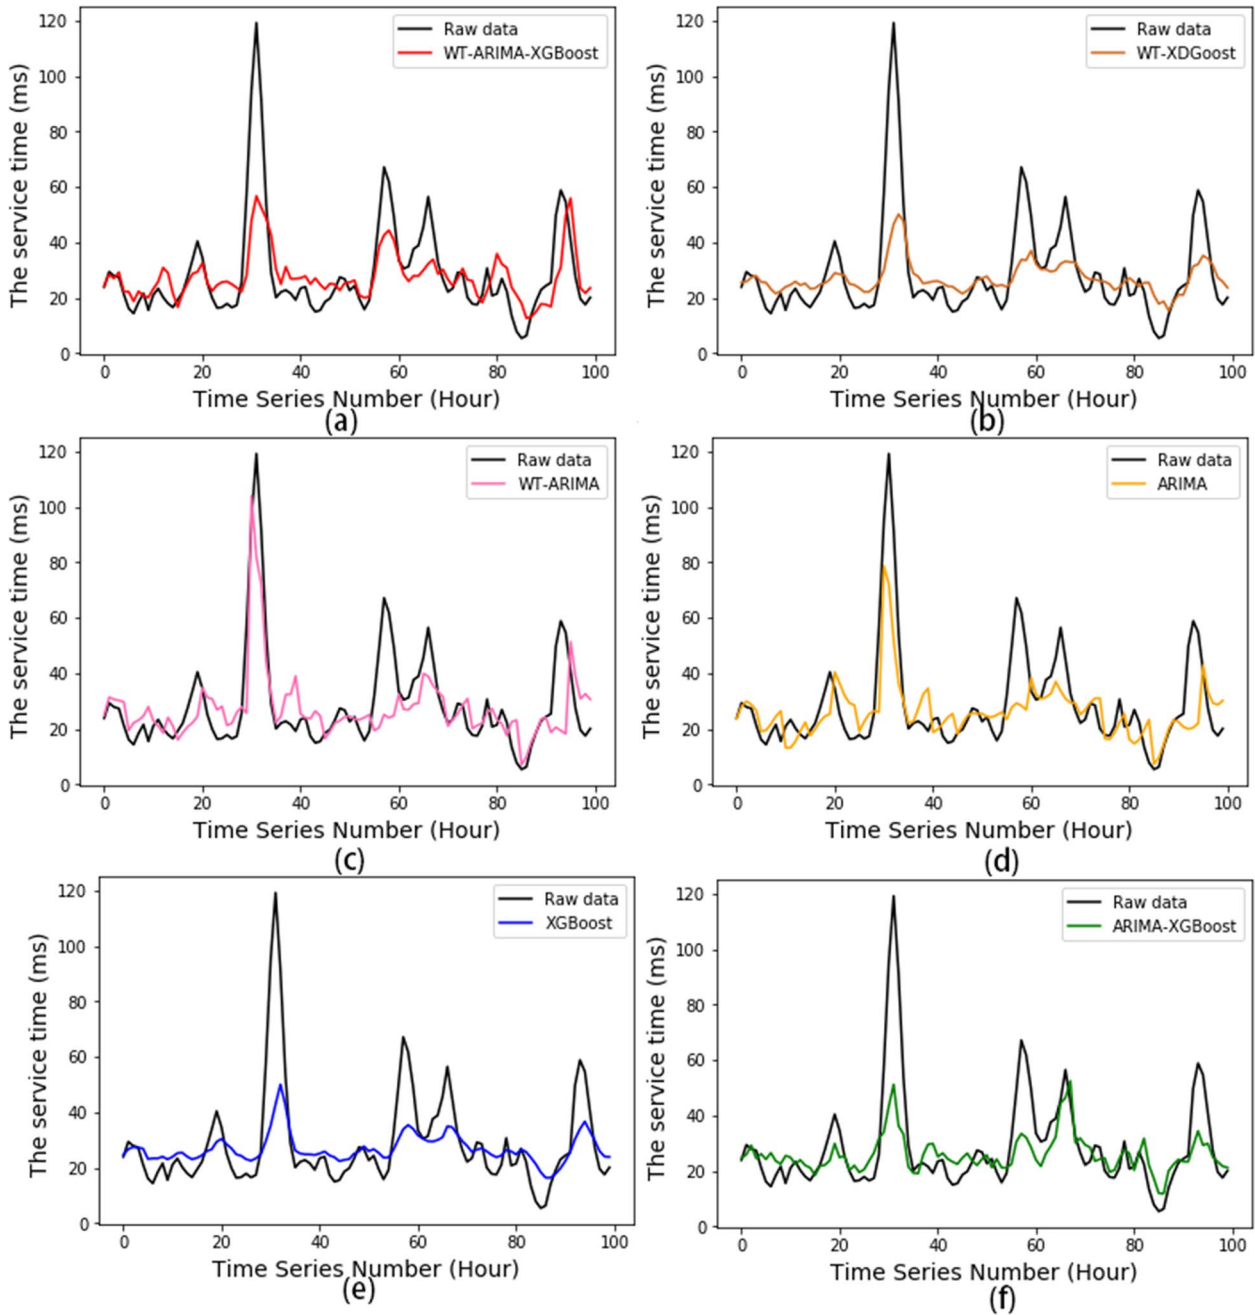 120
100
80
60
40
20
0
The service time (ms)
Raw data
WT-ARIMA-XGBoost
0 20 40 60 80 100
Time Series Number (Hour)
(a)
120
100
80
60
40
20
0
The service time (ms)
Raw data
WT-XDGoost
0 20 40 60 80 100
Time Series Number (Hour)
(b)
120
100
80
60
40
20
0
The service time (ms)
Raw data
WT-ARIMA
0 20 40 60 80 100
Time Series Number (Hour)
(c)
120
100
80
60
40
20
0
The service time (ms)
Raw data
ARIMA
0 20 40 60 80 100
Time Series Number (Hour)
(d)
120
100
80
60
40
20
0
The service time (ms)
Raw data
XGBoost
0 20 40 60 80 100
Time Series Number (Hour)
(e)
120
100
80
60
40
20
0
The service time (ms)
Raw data
ARIMA-XGBoost
0 20 40 60 80 100
Time Series Number (Hour)
(f)